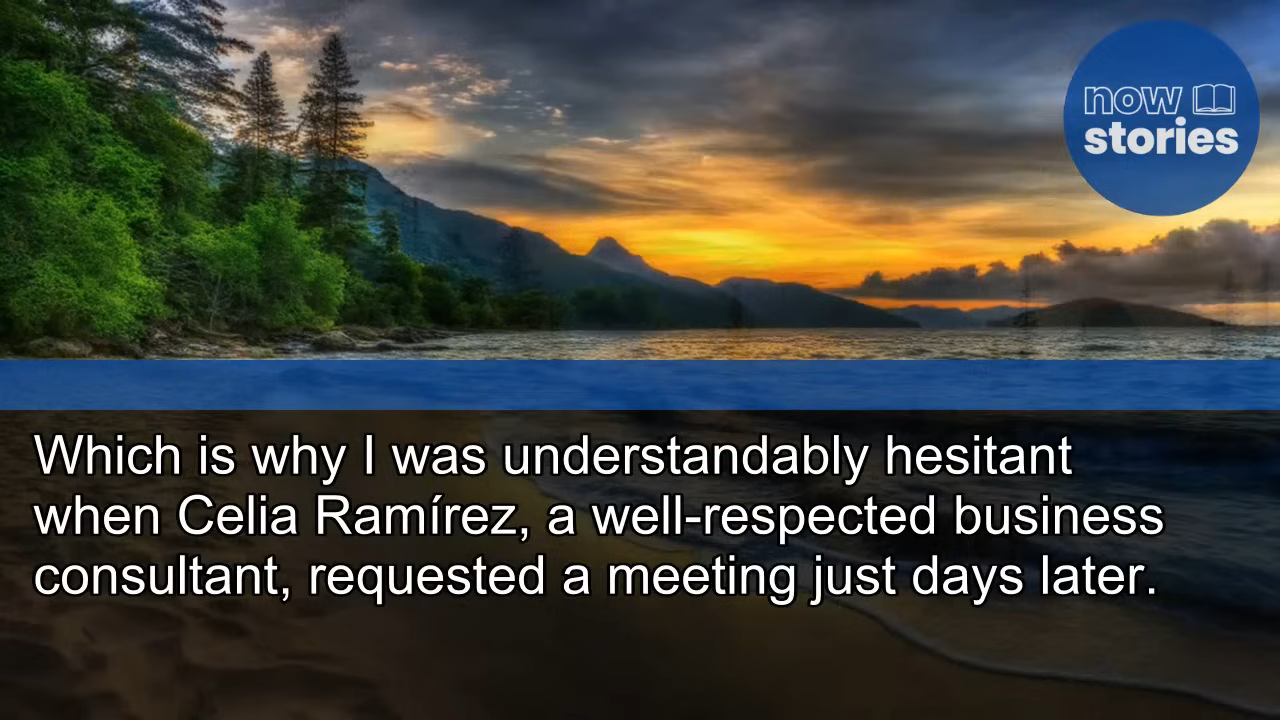 now
stories
Which is why I was understandably hesitant
when Celia Ramírez, a well-respected business
consultant, requested a meeting just days later.